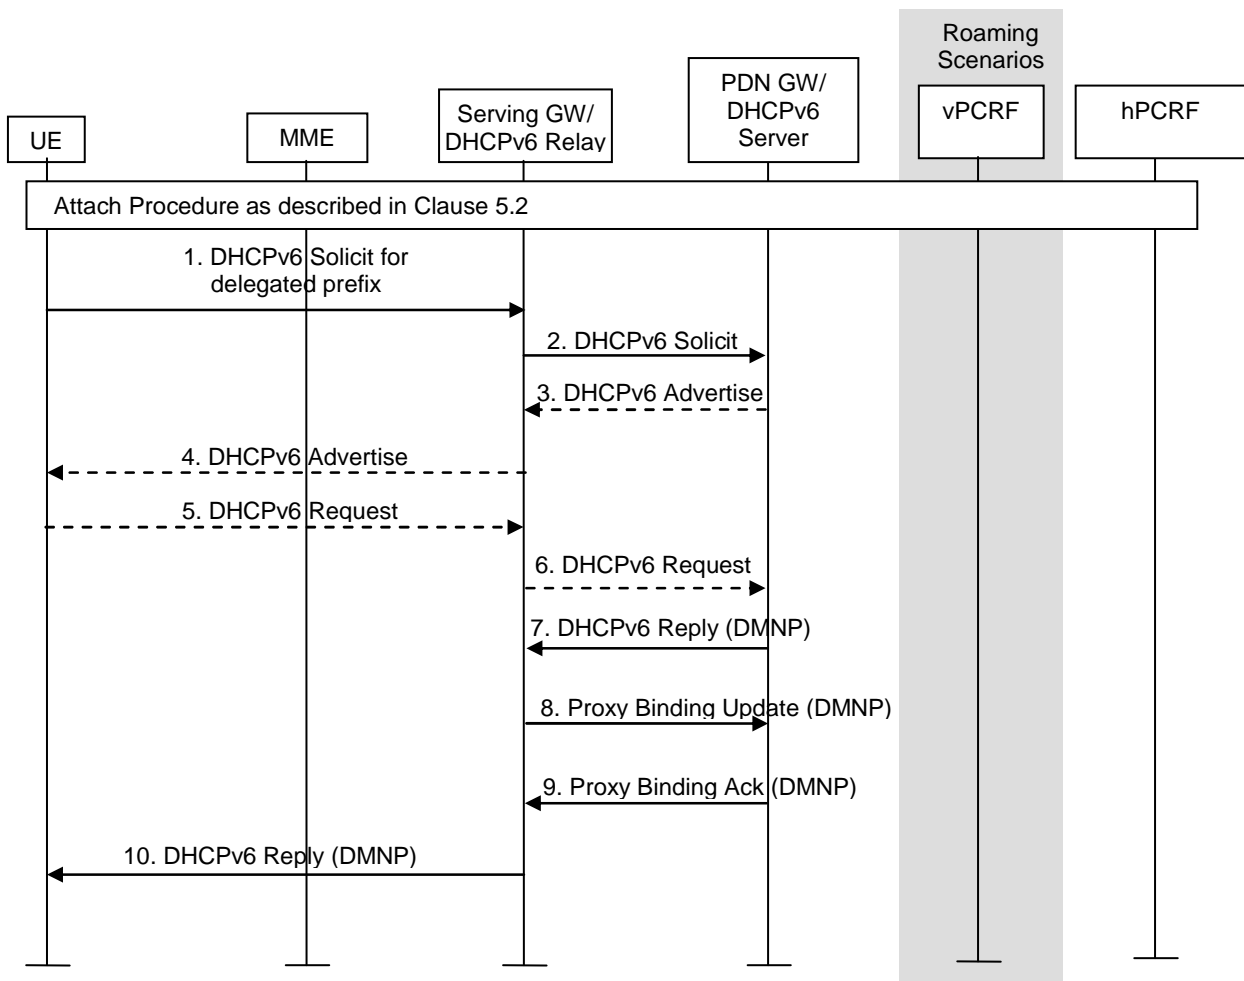 Roaming
Scenarios
UE
MME
Serving GW/
DHCPv6 Relay
PDN GW/
DHCPv6
Server
vPCRF
hPCRF
Attach Procedure as described in Clause 5.2
1. DHCPv6 Solicit for
delegated prefix
2. DHCPv6 Solicit
3. DHCPv6 Advertise
4. DHCPv6 Advertise
5. DHCPv6 Request
6. DHCPv6 Request
7. DHCPv6 Reply (DMNP)
8. Proxy Binding Update (DMNP)
9. Proxy Binding Ack (DMNP)
10. DHCPv6 Reply (DMNP)